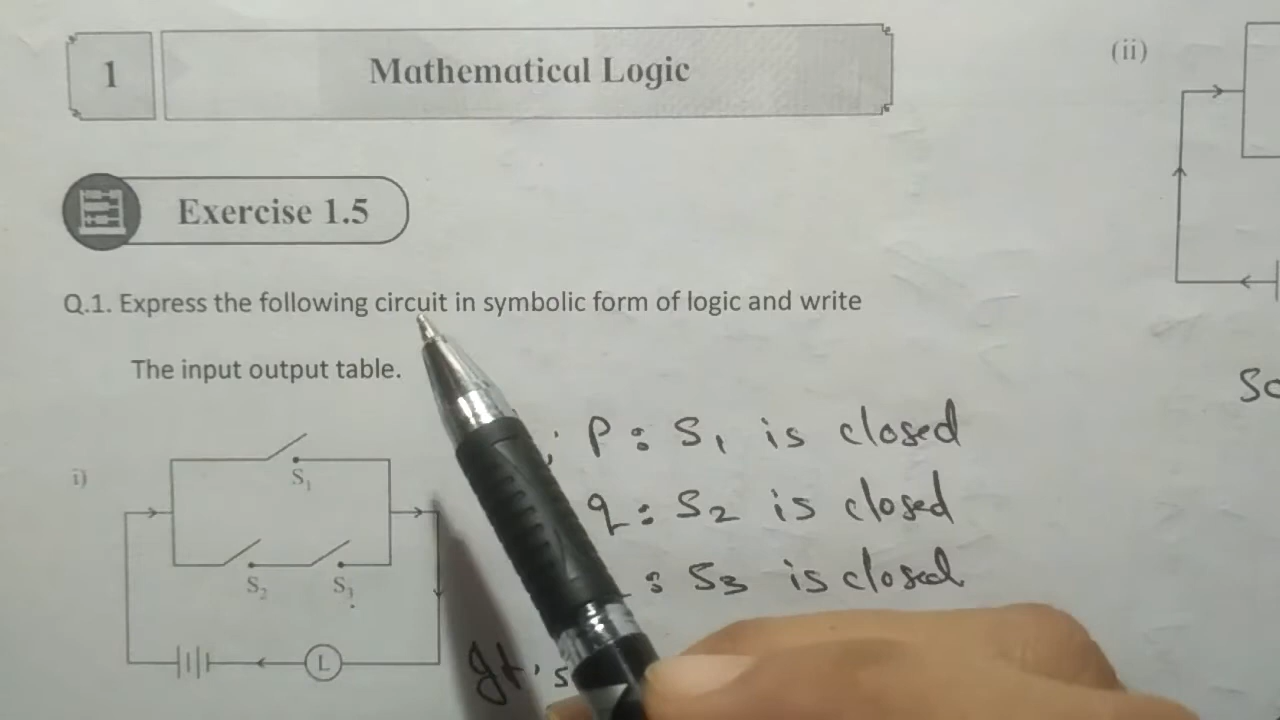 1
Mathematical Logic
(ii)
Exercise 1.5
Q.1. Express the following circuit in symbolic form of logic and write
The input output table.
i)
S₁
S₂ S₃
L
; p : S₁ is closed
q : S₂ is closed
: S₃ is closed
It's